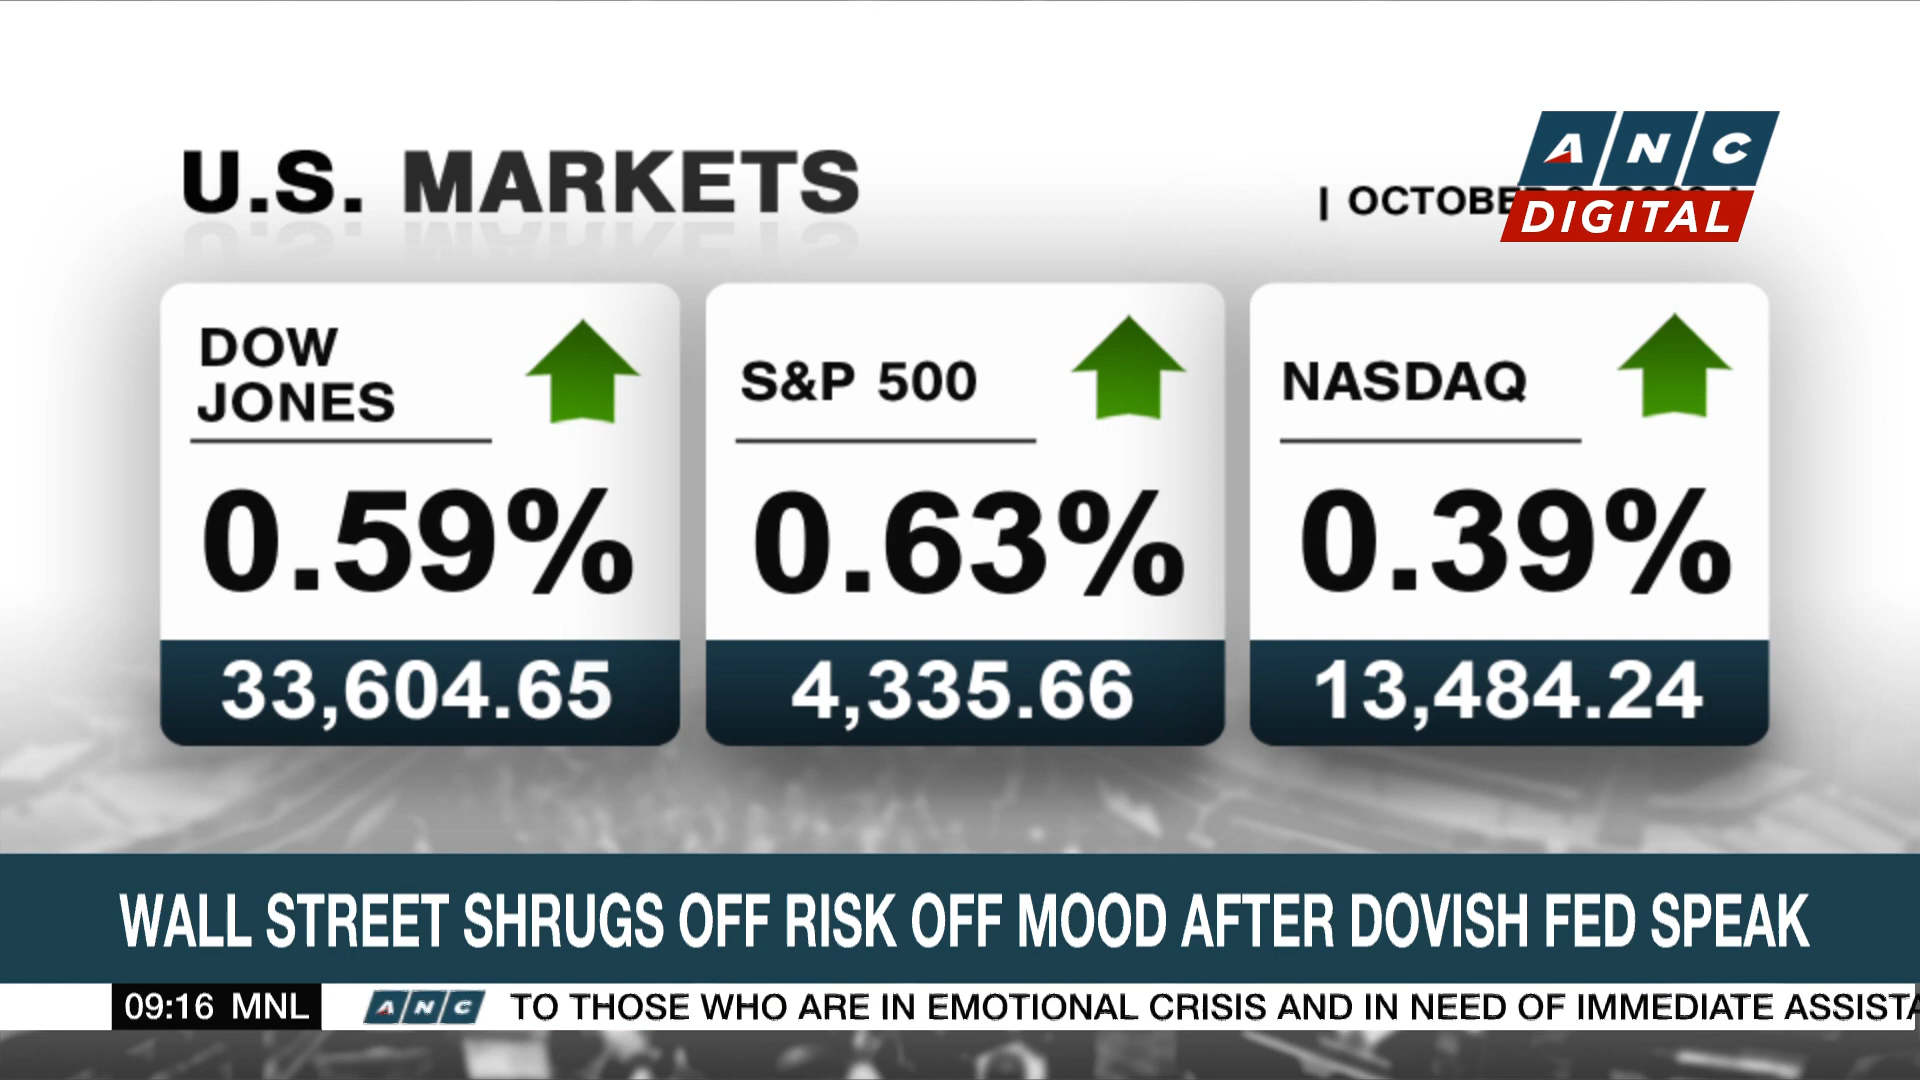 U.S. MARKETS
| OCTOBE
ANC
DIGITAL
DOW
JONES
0.59%
33,604.65
S&P 500
0.63%
4,335.66
NASDAQ
0.39%
13,484.24
WALL STREET SHRUGS OFF RISK OFF MOOD AFTER DOVISH FED SPEAK
09:16 MNL
ANC
TO THOSE WHO ARE IN EMOTIONAL CRISIS AND IN NEED OF IMMEDIATE ASSISTA